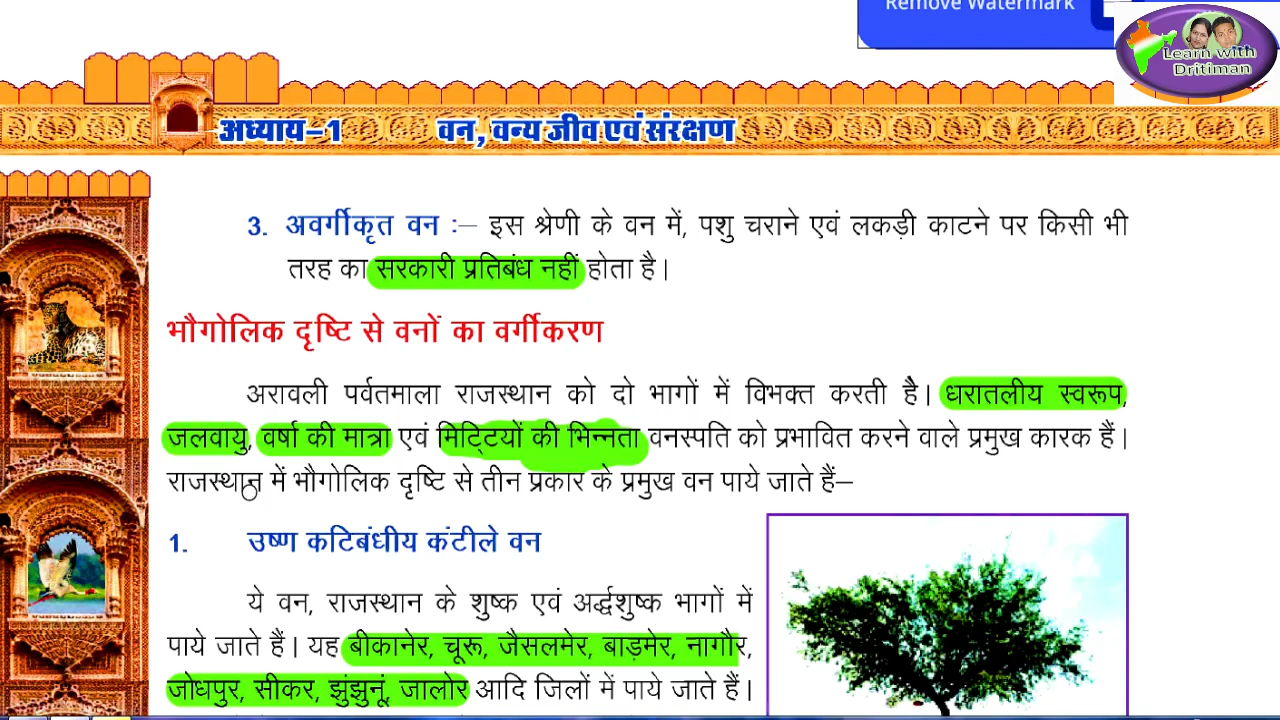 Remove Watermark
Learn with
Dritiman
अध्याय–1 वन, वन्य जीव एवं संरक्षण
3. अवर्गीकृत वन :– इस श्रेणी के वन में, पशु चराने एवं लकड़ी काटने पर किसी भी
तरह का सरकारी प्रतिबंध नहीं होता है।
भौगोलिक दृष्टि से वनों का वर्गीकरण
अरावली पर्वतमाला राजस्थान को दो भागों में विभक्त करती है। धरातलीय स्वरूप,
जलवायु, वर्षा की मात्रा एवं मिट्टियों की भिन्नता वनस्पति को प्रभावित करने वाले प्रमुख कारक हैं।
राजस्थान में भौगोलिक दृष्टि से तीन प्रकार के प्रमुख वन पाये जाते हैं–
1. उष्ण कटिबंधीय कंटीले वन
ये वन, राजस्थान के शुष्क एवं अर्द्धशुष्क भागों में
पाये जाते हैं। यह बीकानेर, चूरू, जैसलमेर, बाड़मेर, नागौर,
जोधपुर, सीकर, झुंझुनूं, जालोर आदि जिलों में पाये जाते हैं।